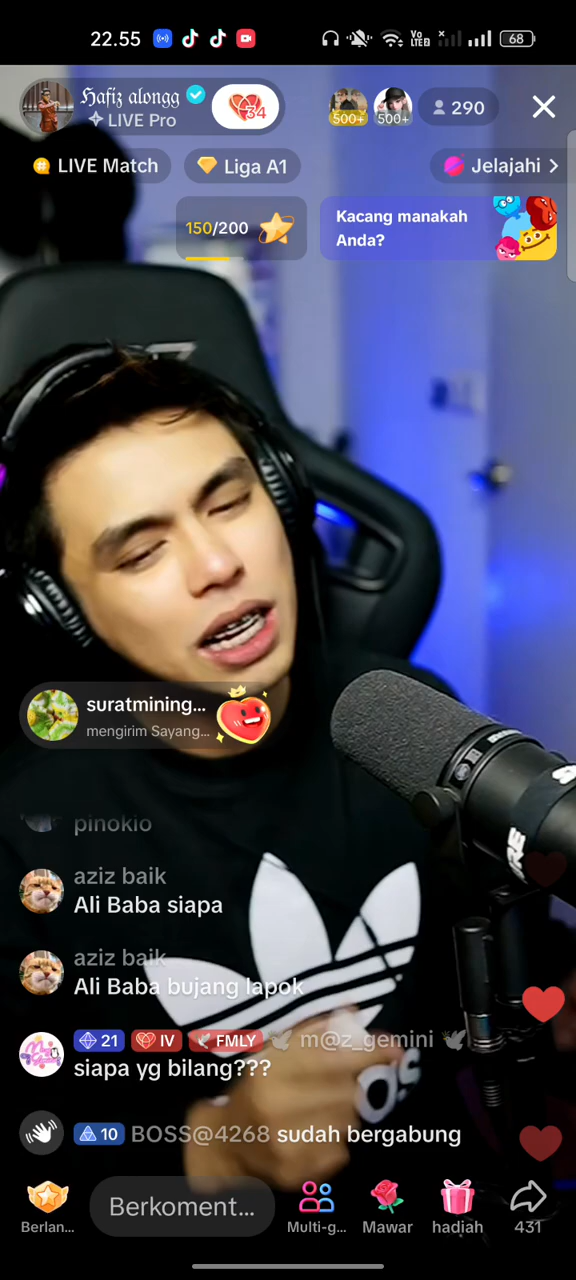 22.55
Vo
LTE2
68
Hafiz alongg
LIVE Pro
34
500+
500+
290
LIVE Match
Liga A1
Jelajahi
150/200
Kacang manakah
Anda?
suratmining...
mengirim Sayang...
pinokio
aziz baik
Ali Baba siapa
aziz baik
Ali Baba bujang lapok
21 IV FMLY m@z_gemini
siapa yg bilang???
10 BOSS@4268 sudah bergabung
Berlan...
Berkoment...
Multi-g...
Mawar
hadiah
431